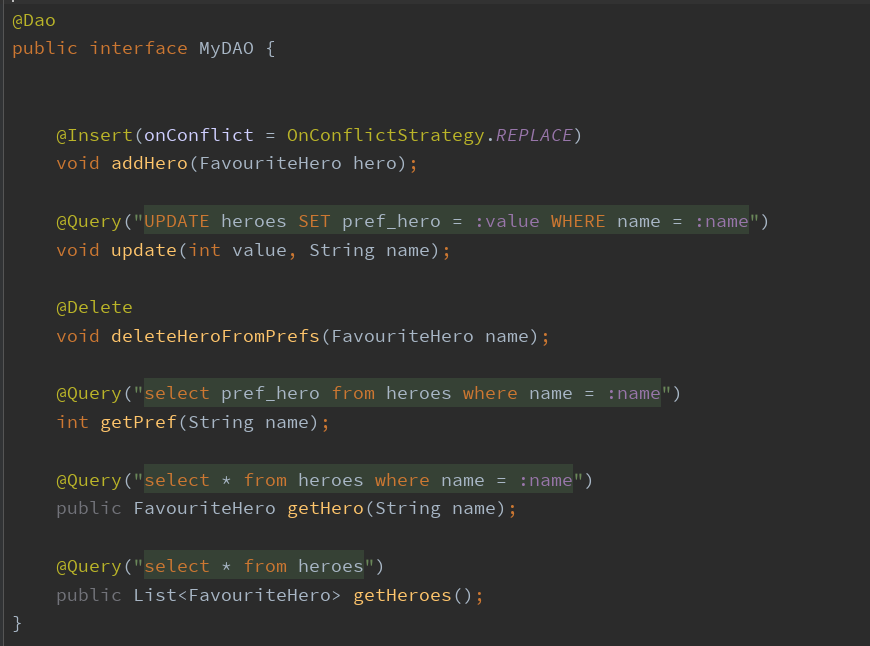 @Dao
public interface MyDAO {
@Insert(onConflict = OnConflictStrategy.REPLACE)
void addHero(FavouriteHero hero);
@Query("UPDATE heroes SET pref_hero = :value WHERE name = :name")
void update(int value, String name);
@Delete
void deleteHeroFromPrefs(FavouriteHero name);
@Query("select pref_hero from heroes where name = :name")
int getPref(String name);
@Query("select * from heroes where name = :name")
public FavouriteHero getHero(String name);
@Query("select * from heroes")
public List<FavouriteHero> getHeroes();
}